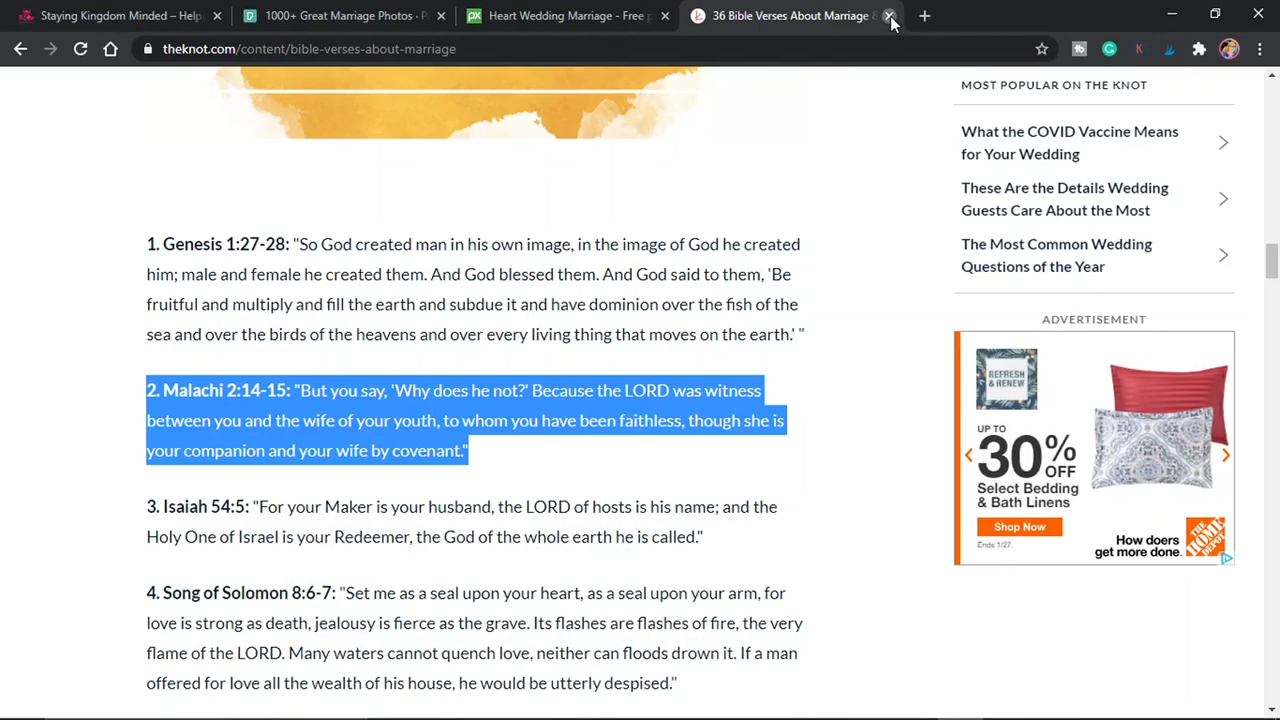 Staying Kingdom Minded – Help
1000+ Great Marriage Photos · P
Heart Wedding Marriage - Free p
36 Bible Verses About Marriage
theknot.com/content/bible-verses-about-marriage
MOST POPULAR ON THE KNOT
What the COVID Vaccine Means
for Your Wedding
These Are the Details Wedding
Guests Care About the Most
The Most Common Wedding
Questions of the Year
1. Genesis 1:27-28: "So God created man in his own image, in the image of God he created
him; male and female he created them. And God blessed them. And God said to them, 'Be
fruitful and multiply and fill the earth and subdue it and have dominion over the fish of the
sea and over the birds of the heavens and over every living thing that moves on the earth.' "
2. Malachi 2:14-15: "But you say, 'Why does he not?' Because the LORD was witness
between you and the wife of your youth, to whom you have been faithless, though she is
your companion and your wife by covenant."
3. Isaiah 54:5: "For your Maker is your husband, the LORD of hosts is his name; and the
Holy One of Israel is your Redeemer, the God of the whole earth he is called."
4. Song of Solomon 8:6-7: "Set me as a seal upon your heart, as a seal upon your arm, for
love is strong as death, jealousy is fierce as the grave. Its flashes are flashes of fire, the very
flame of the LORD. Many waters cannot quench love, neither can floods drown it. If a man
offered for love all the wealth of his house, he would be utterly despised."
ADVERTISEMENT
REFRESH
& RENEW
UP TO
30% OFF
Select Bedding
& Bath Linens
Shop Now
Ends 1/27.
How doers
get more done.
THE HOME DEPOT